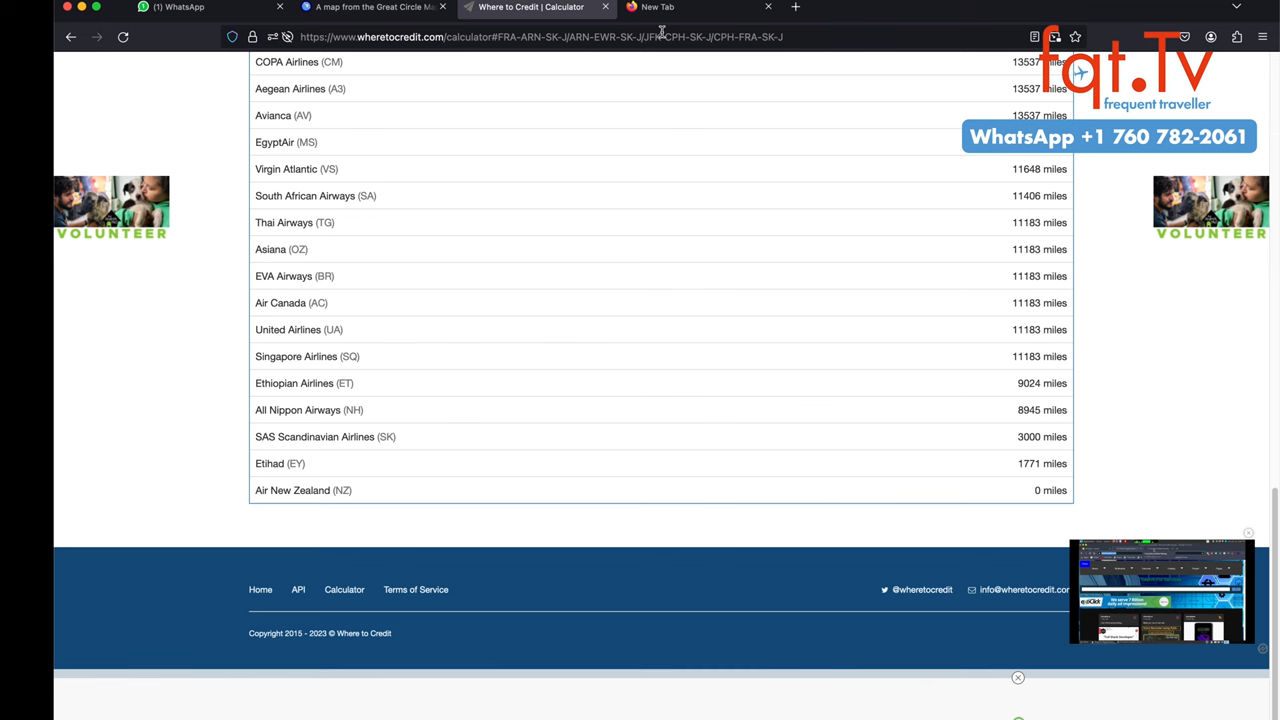 WhatsApp
A map from the Great Circle Ma
Where to Credit | Calculator
New Tab
https://www.wheretocredit.com/calculator#FRA-ARN-SK-J/ARN-EWR-SK-J/JFK-CPH-SK-J/CPH-FRA-SK-J
fqt.Tv
frequent traveller
WhatsApp +1 760 782-2061
COPA Airlines (CM) 13537 miles
Aegean Airlines (A3) 13537 miles
Avianca (AV) 13537 miles
EgyptAir (MS)
Virgin Atlantic (VS) 11648 miles
South African Airways (SA) 11406 miles
Thai Airways (TG) 11183 miles
Asiana (OZ) 11183 miles
EVA Airways (BR) 11183 miles
Air Canada (AC) 11183 miles
United Airlines (UA) 11183 miles
Singapore Airlines (SQ) 11183 miles
Ethiopian Airlines (ET) 9024 miles
All Nippon Airways (NH) 8945 miles
SAS Scandinavian Airlines (SK) 3000 miles
Etihad (EY) 1771 miles
Air New Zealand (NZ) 0 miles
VOLUNTEER
VOLUNTEER
Home API Calculator Terms of Service
@wheretocredit info@wheretocredit.com
Copyright 2015 - 2023 © Where to Credit
We serve 7 Billion
daily ad impressions!